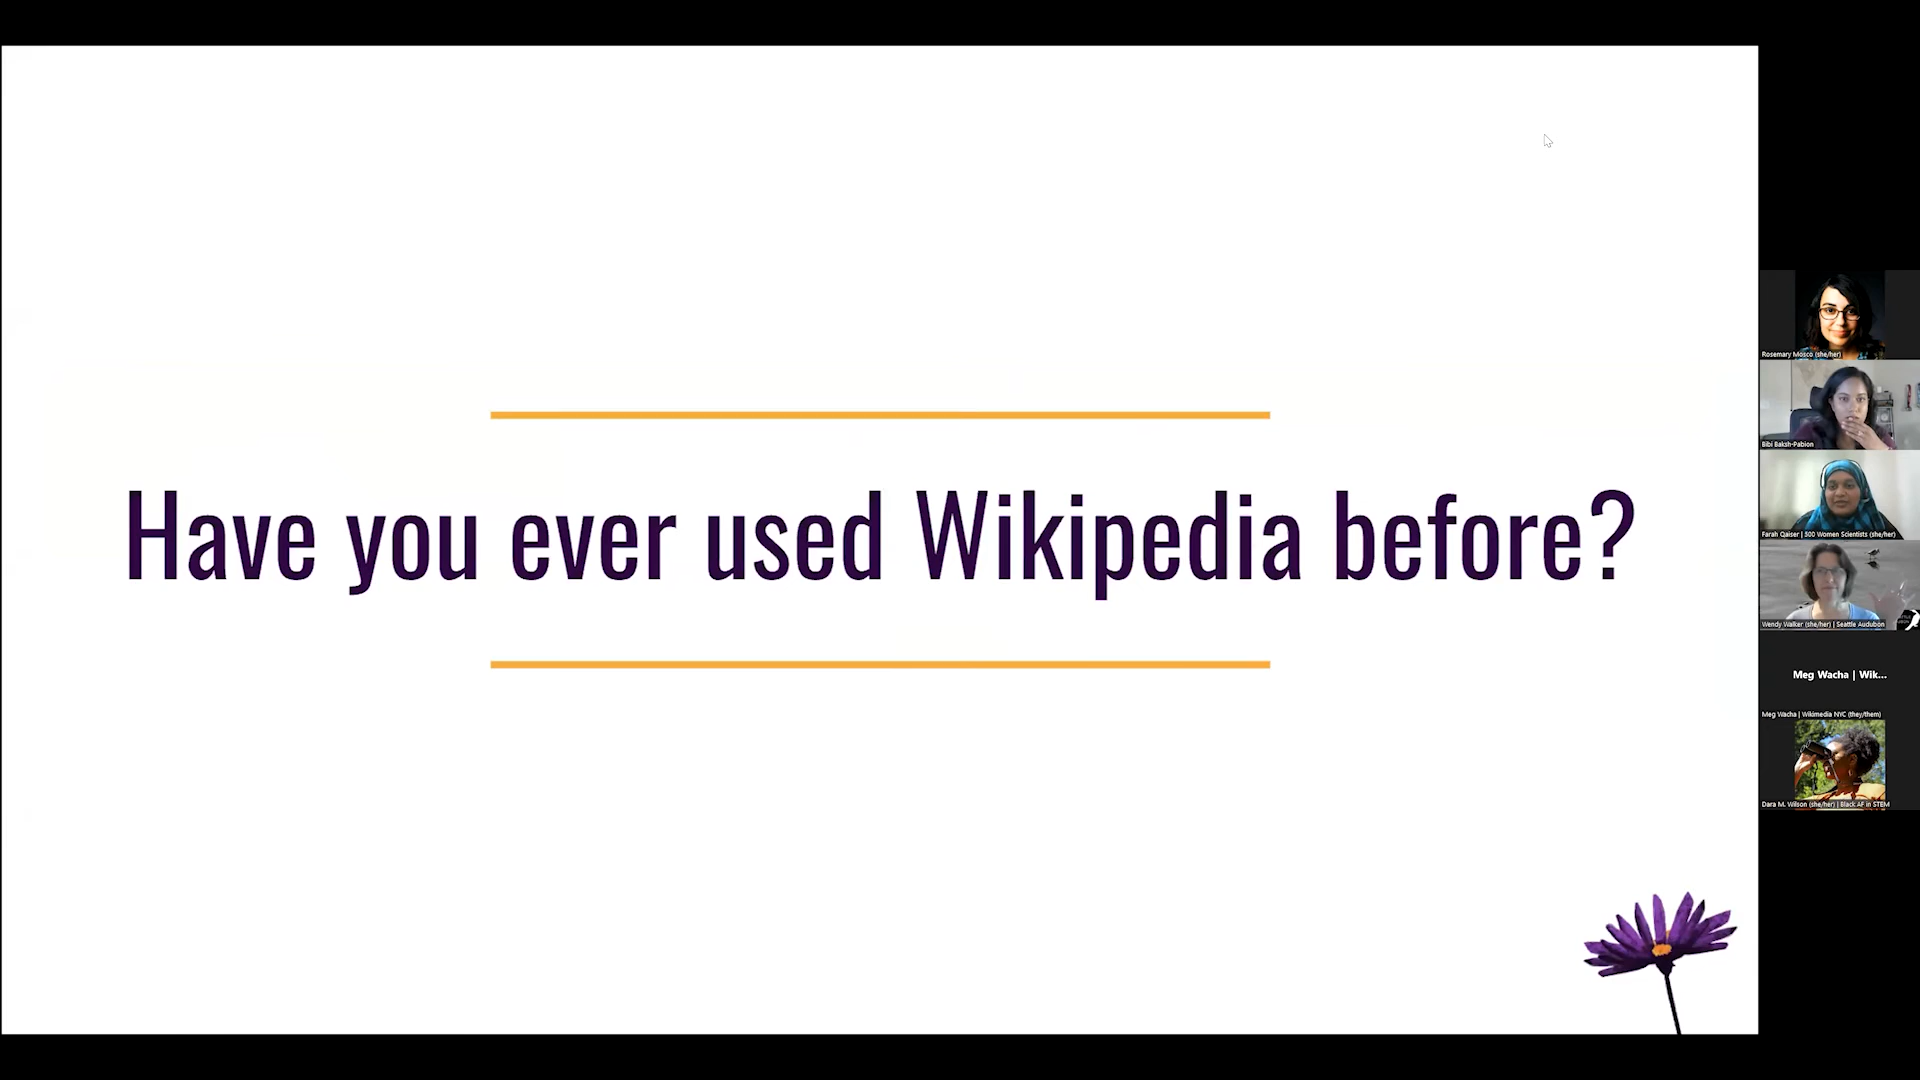 Have you ever used Wikipedia before?
Rosemary Mosco (she/her)
Bibi Baksh-Pabion
Farah Qaiser | 500 Women Scientists (she/her)
Wendy Walker (she/her) | Seattle Audubon
Meg Wacha | Wik...
Meg Wacha | Wikimedia NYC (they/them)
Dara M. Wilson (she/her) | Black AF in STEM